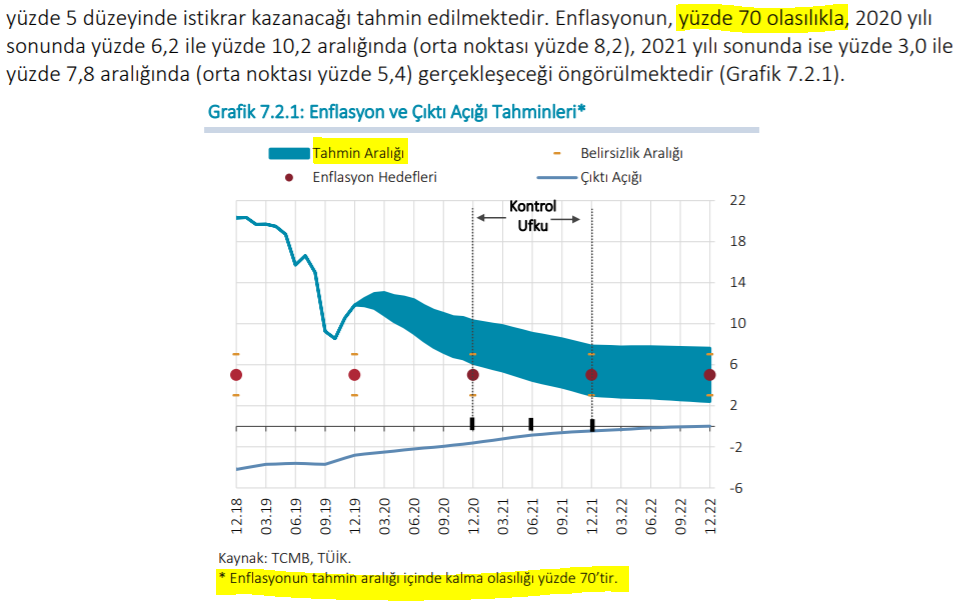 yüzde 5 düzeyinde istikrar kazanacağı tahmin edilmektedir. Enflasyonun, yüzde 70 olasılıkla, 2020 yılı
sonunda yüzde 6,2 ile yüzde 10,2 aralığında (orta noktası yüzde 8,2), 2021 yılı sonunda ise yüzde 3,0 ile
yüzde 7,8 aralığında (orta noktası yüzde 5,4) gerçekleşeceği öngörülmektedir (Grafik 7.2.1).
Grafik 7.2.1: Enflasyon ve Çıktı Açığı Tahminleri*
Tahmin Aralığı
Belirsizlik Aralığı
Enflasyon Hedefleri
Çıktı Açığı
Kontrol
Ufku
22
18
14
10
6
2
-2
-6
12.18
03.19
06.19
09.19
12.19
03.20
06.20
09.20
12.20
03.21
06.21
09.21
12.21
03.22
06.22
09.22
12.22
Kaynak: TCMB, TÜİK.
* Enflasyonun tahmin aralığı içinde kalma olasılığı yüzde 70'tir.